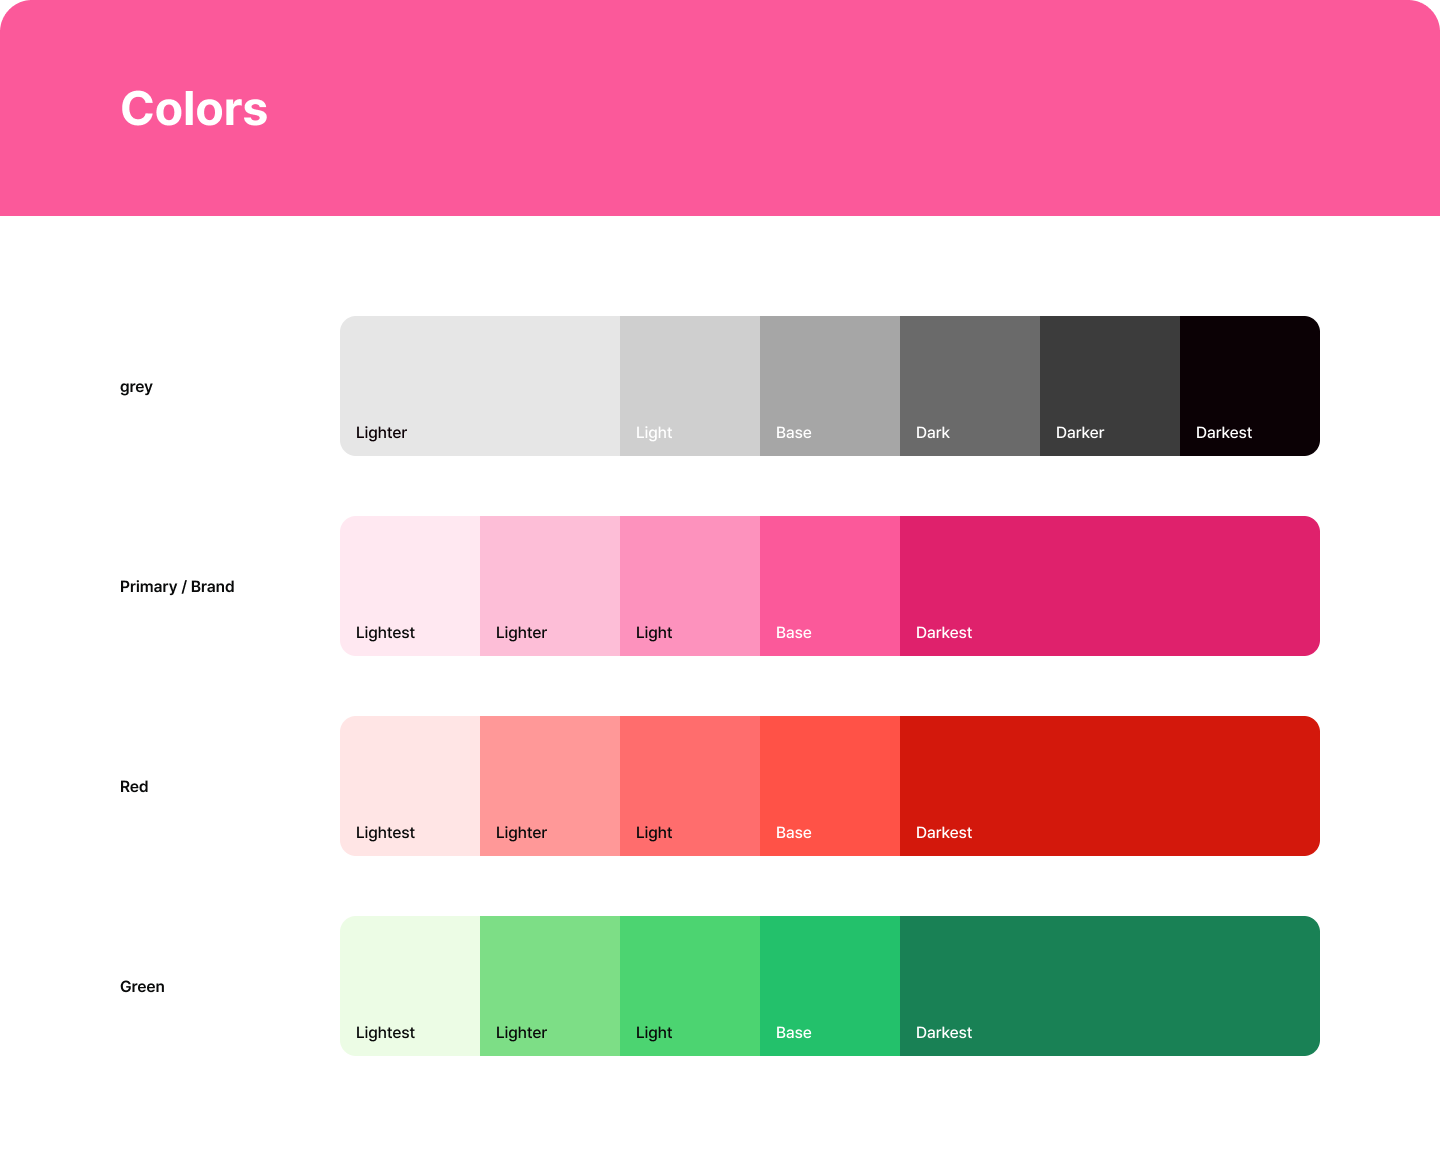 Colors
grey
Lighter
Light
Base
Dark
Darker
Darkest
Primary / Brand
Lightest
Lighter
Light
Base
Darkest
Red
Lightest
Lighter
Light
Base
Darkest
Green
Lightest
Lighter
Light
Base
Darkest